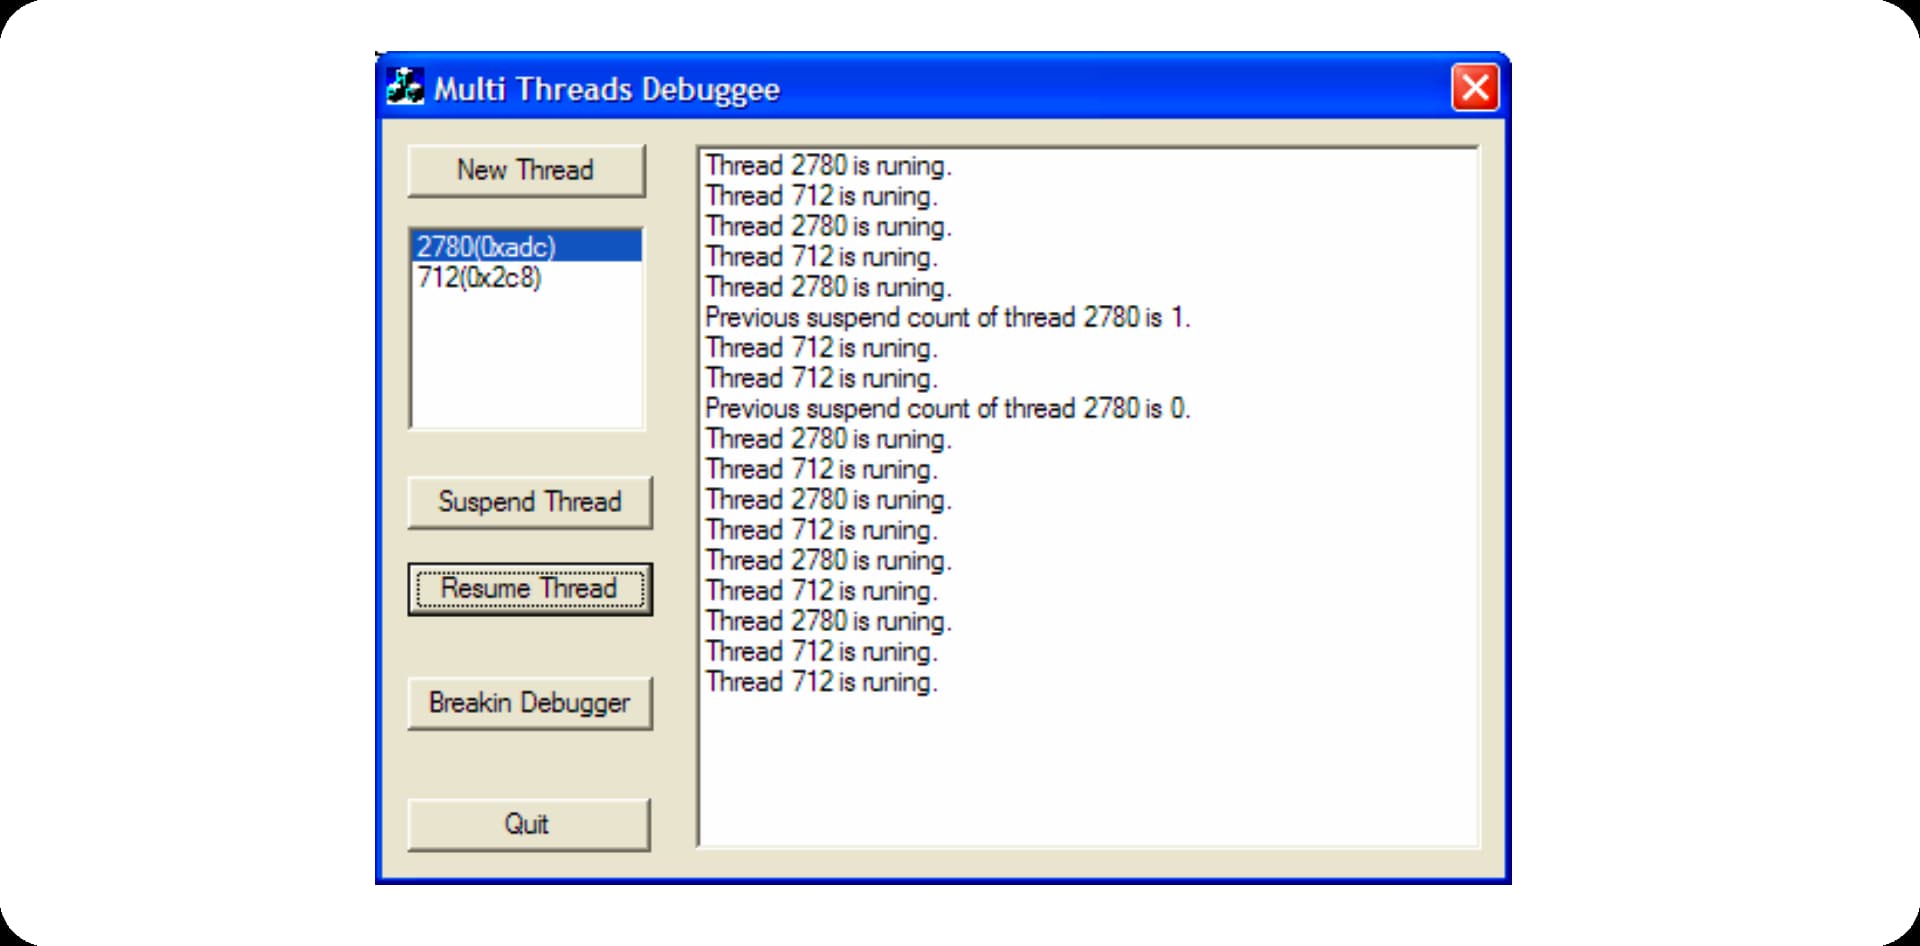 Multi Threads Debuggee
New Thread
2780(0xadc)
712(0x2c8)
Suspend Thread
Resume Thread
Breakin Debugger
Quit
Thread 2780 is runing.
Thread 712 is runing.
Thread 2780 is runing.
Thread 712 is runing.
Thread 2780 is runing.
Previous suspend count of thread 2780 is 1.
Thread 712 is runing.
Thread 712 is runing.
Previous suspend count of thread 2780 is 0.
Thread 2780 is runing.
Thread 712 is runing.
Thread 2780 is runing.
Thread 712 is runing.
Thread 2780 is runing.
Thread 712 is runing.
Thread 2780 is runing.
Thread 712 is runing.
Thread 712 is runing.